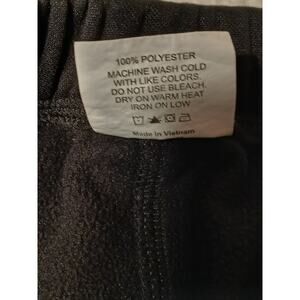 100% POLYESTER
MACHINE WASH COLD
WITH LIKE COLORS.
DO NOT USE BLEACH.
DRY ON WARM HEAT
IRON ON LOW
Made in Vietnam